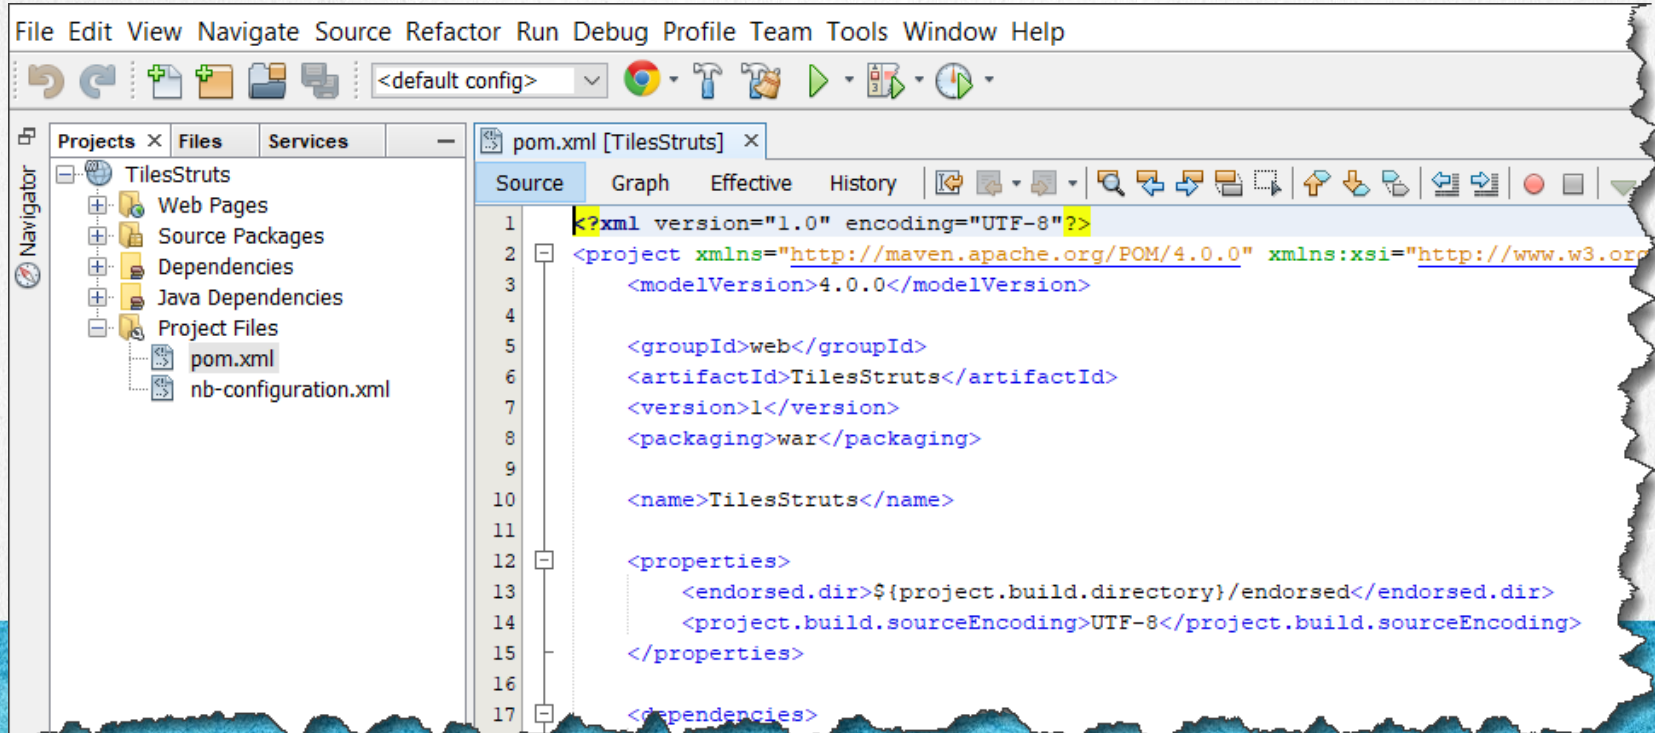 File Edit View Navigate Source Refactor Run Debug Profile Team Tools Window Help
<default config>
Navigator
Projects Files Services
TilesStruts
Web Pages
Source Packages
Dependencies
Java Dependencies
Project Files
pom.xml
nb-configuration.xml
pom.xml [TilesStruts]
Source Graph Effective History
1 <?xml version="1.0" encoding="UTF-8"?>
2 <project xmlns="http://maven.apache.org/POM/4.0.0" xmlns:xsi="http://www.w3.org
3 <modelVersion>4.0.0</modelVersion>
4
5 <groupId>web</groupId>
6 <artifactId>TilesStruts</artifactId>
7 <version>1</version>
8 <packaging>war</packaging>
9
10 <name>TilesStruts</name>
11
12 <properties>
13 <endorsed.dir>${project.build.directory}/endorsed</endorsed.dir>
14 <project.build.sourceEncoding>UTF-8</project.build.sourceEncoding>
15 </properties>
16
17 <dependencies>